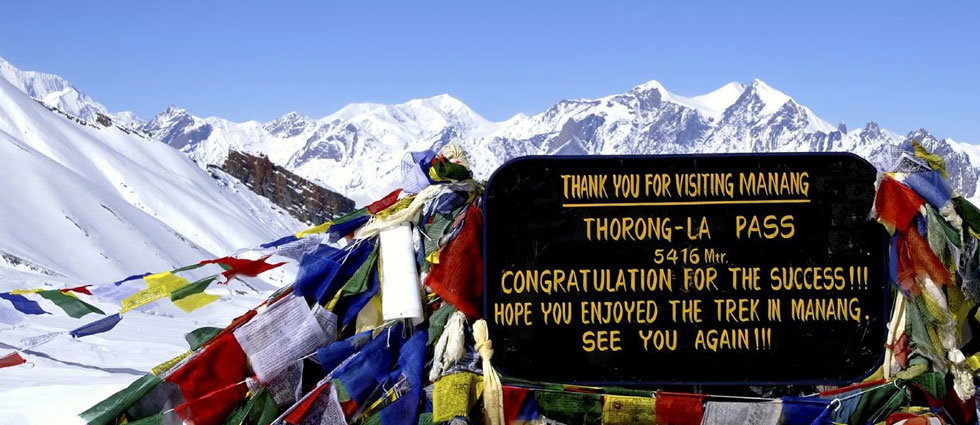 THANK YOU FOR VISITING MANANG
THORONG-LA PASS
5416 Mtr.
CONGRATULATION FOR THE SUCCESS!!!
HOPE YOU ENJOYED THE TREK IN MANANG.
SEE YOU AGAIN!!!